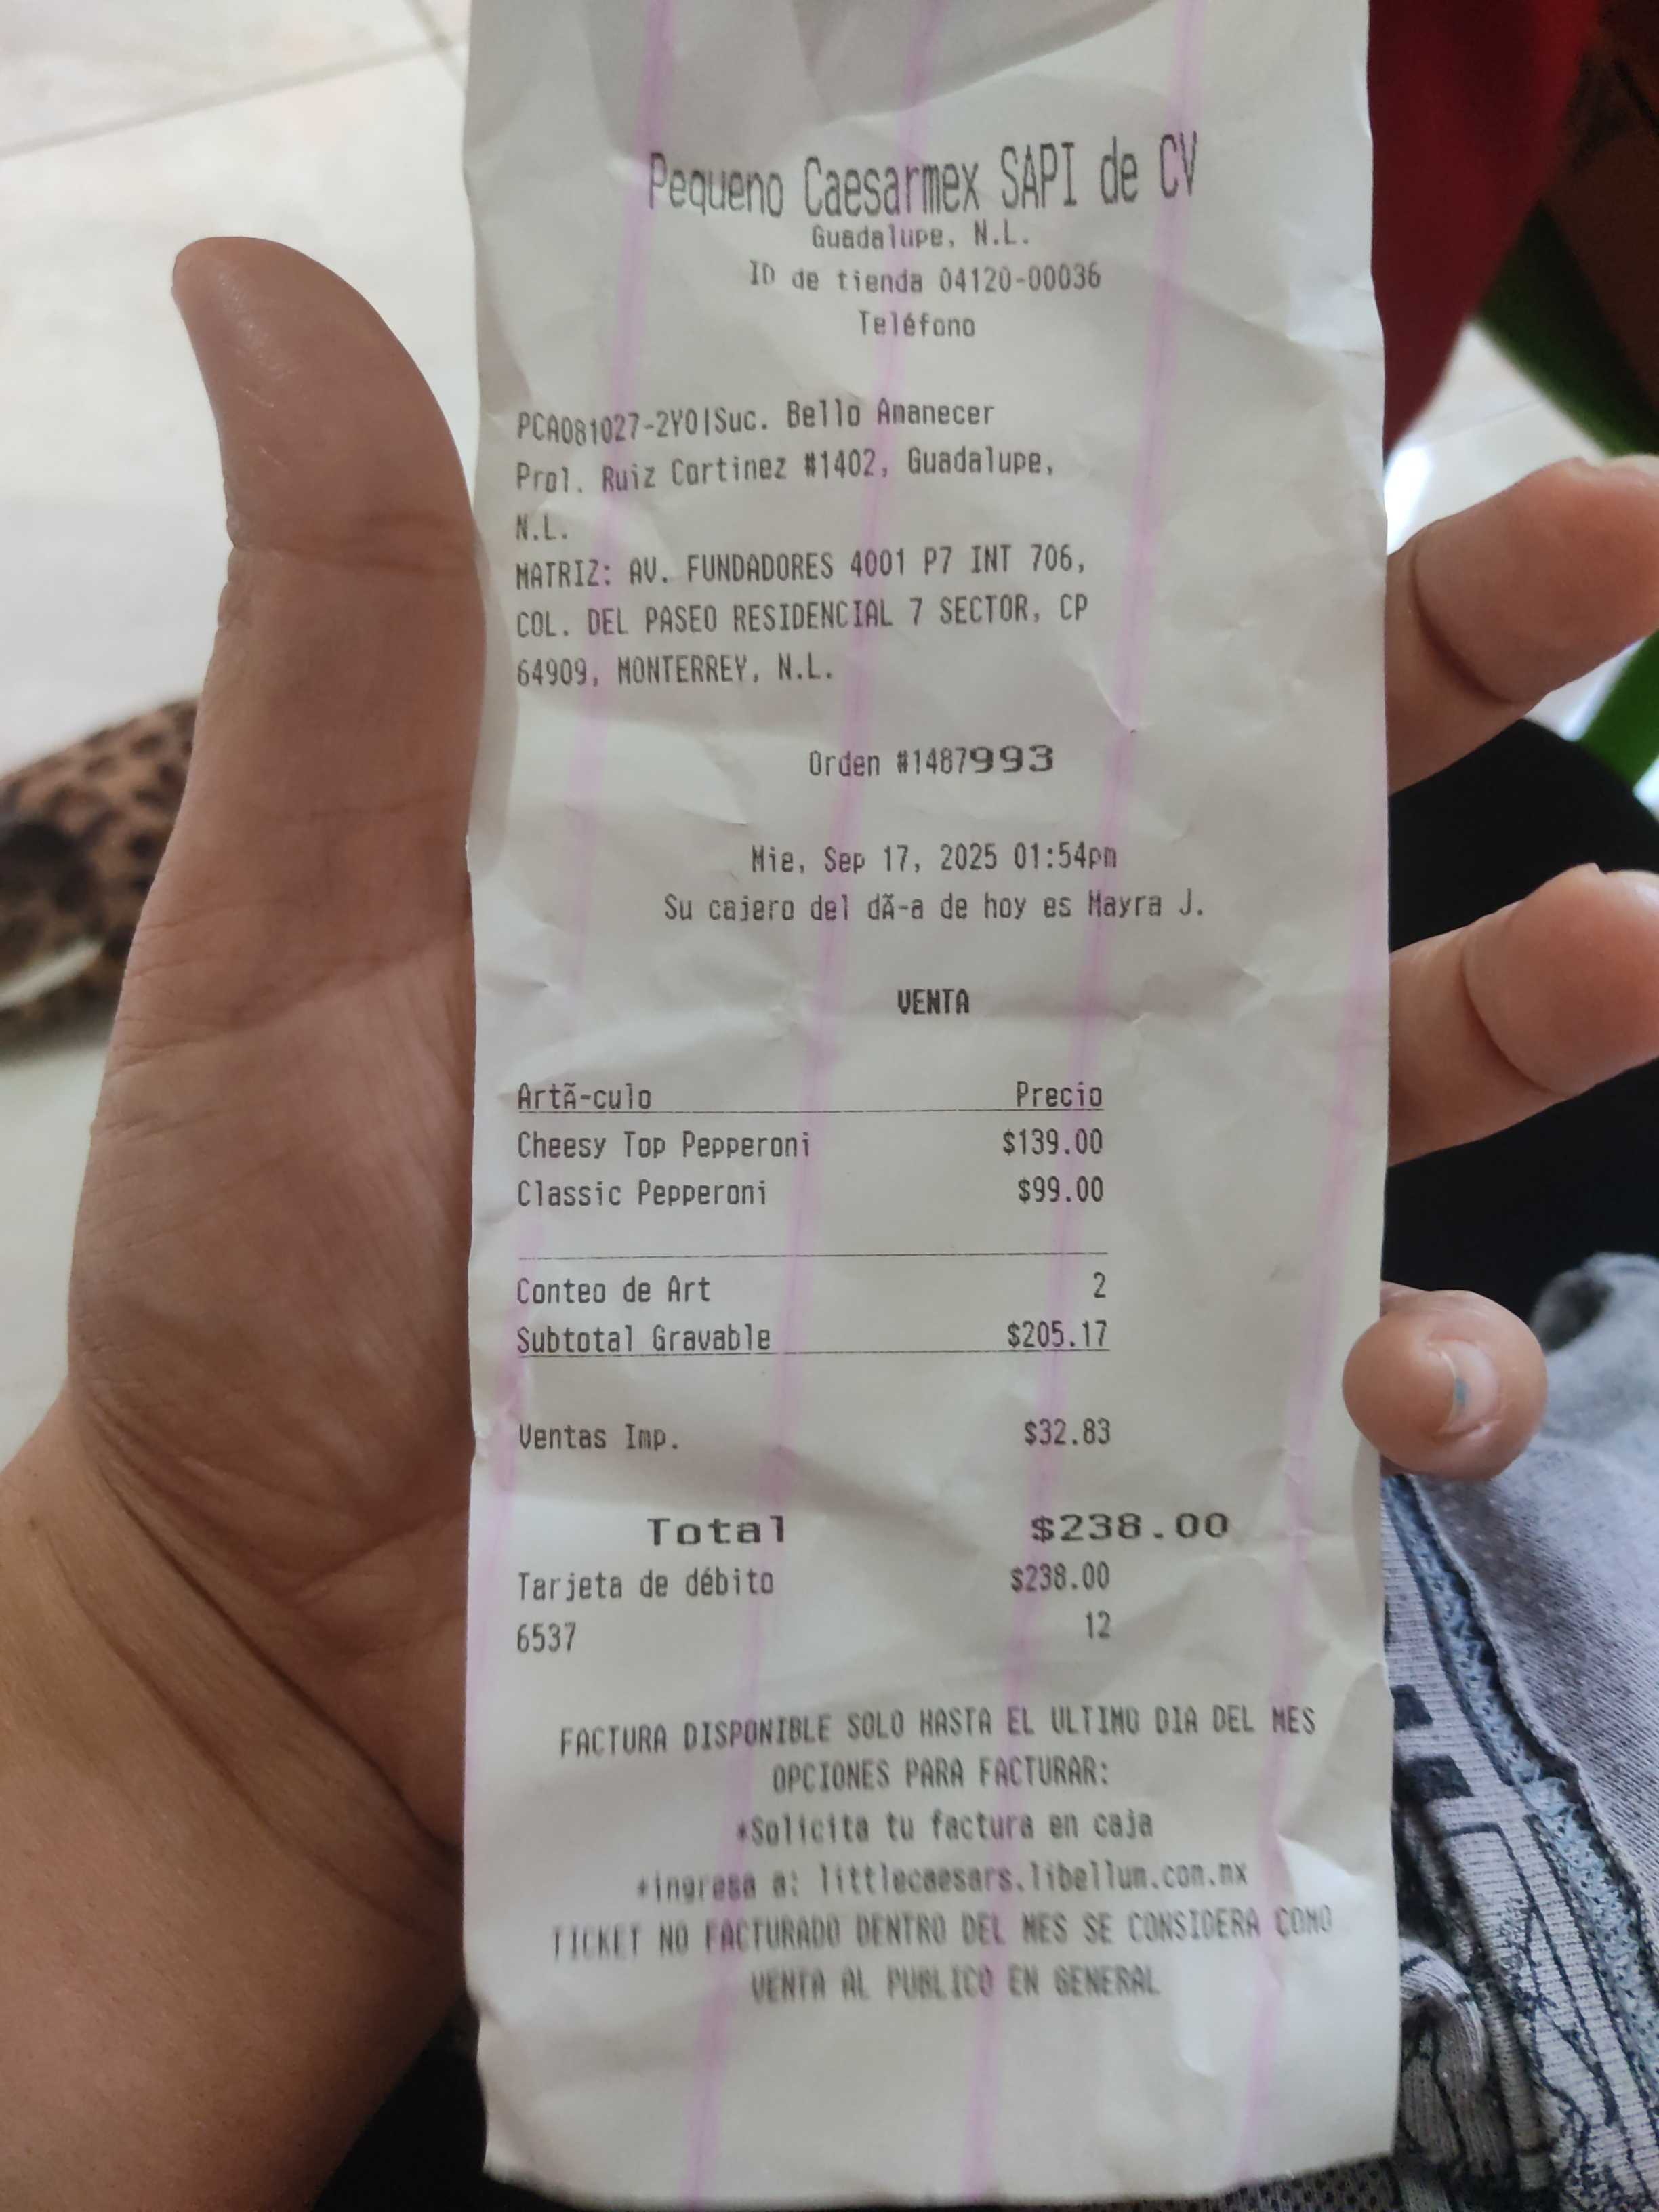 Pequeno Caesarmex SAPI de CV
Guadalupe, N.L.
ID de tienda 04120-00036
Teléfono
PCA081027-2Y0|Suc. Bello Amanecer
Prol. Ruiz Cortinez #1402, Guadalupe,
N.L.
MATRIZ: AV. FUNDADORES 4001 P7 INT 706,
COL. DEL PASEO RESIDENCIAL 7 SECTOR, CP
64909, MONTERREY, N.L.
Orden #1487993
Mie, Sep 17, 2025 01:54pm
Su cajero del dÃ-a de hoy es Mayra J.
VENTA
ArtÃ-culo Precio
Cheesy Top Pepperoni $139.00
Classic Pepperoni $99.00
Conteo de Art 2
Subtotal Gravable $205.17
Ventas Imp. $32.83
Total $238.00
Tarjeta de débito $238.00
6537 12
FACTURA DISPONIBLE SOLO HASTA EL ULTIMO DIA DEL MES
OPCIONES PARA FACTURAR:
*Solicita tu factura en caja
*ingresa a: littlecaesars.libellum.com.mx
TICKET NO FACTURADO DENTRO DEL MES SE CONSIDERA COMO
VENTA AL PUBLICO EN GENERAL